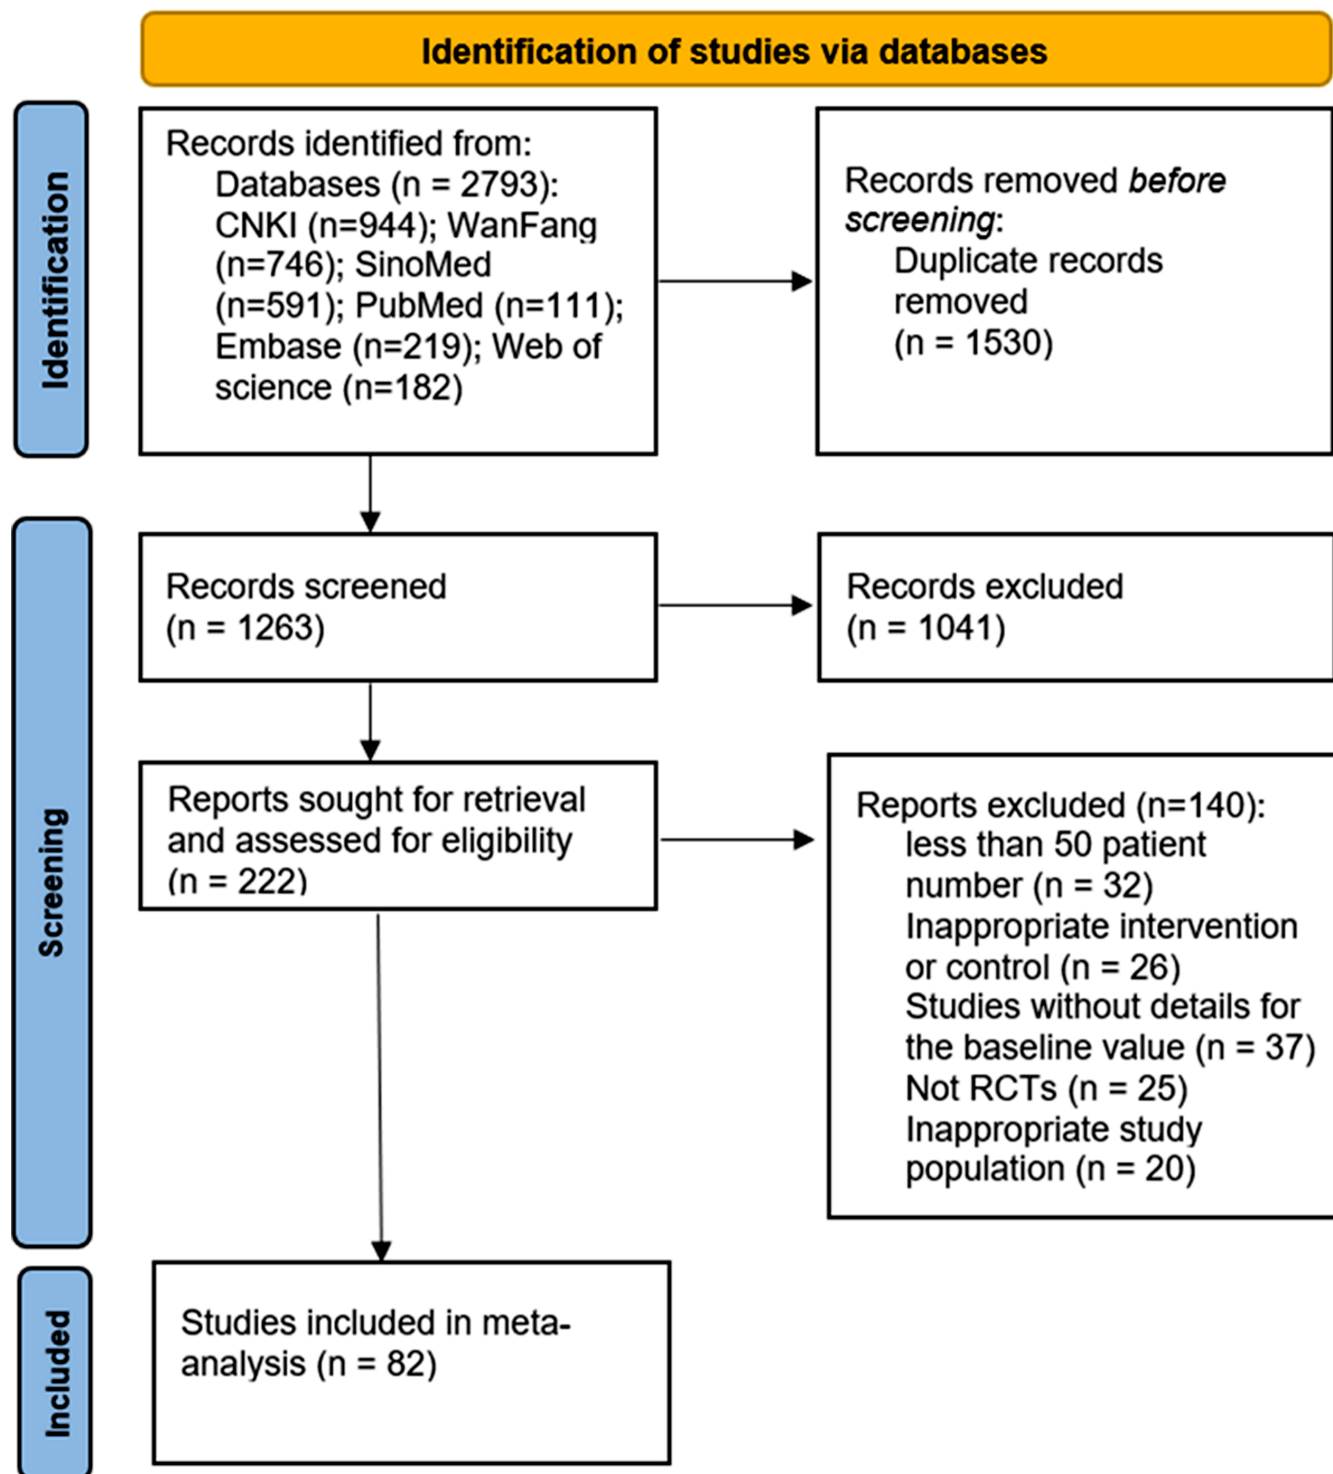 Identification of studies via databases
Identification
Records identified from:
Databases (n = 2793):
CNKI (n=944); WanFang
(n=746); SinoMed
(n=591); PubMed (n=111);
Embase (n=219); Web of
science (n=182)
Records removed before
screening:
Duplicate records
removed
(n = 1530)
Screening
Records screened
(n = 1263)
Records excluded
(n = 1041)
Reports sought for retrieval
and assessed for eligibility
(n = 222)
Reports excluded (n=140):
less than 50 patient
number (n = 32)
Inappropriate intervention
or control (n = 26)
Studies without details for
the baseline value (n = 37)
Not RCTs (n = 25)
Inappropriate study
population (n = 20)
Included
Studies included in meta-
analysis (n = 82)